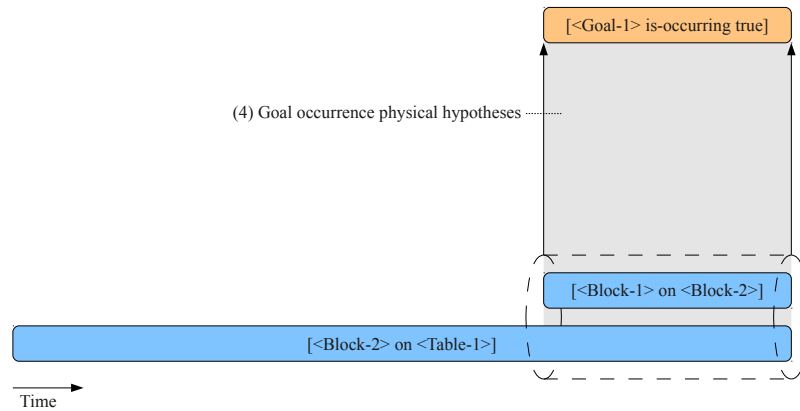 [<Goal-1> is-occurring true]
(4) Goal occurrence physical hypotheses
[<Block-1> on <Block-2>]
[<Block-2> on <Table-1>]
Time